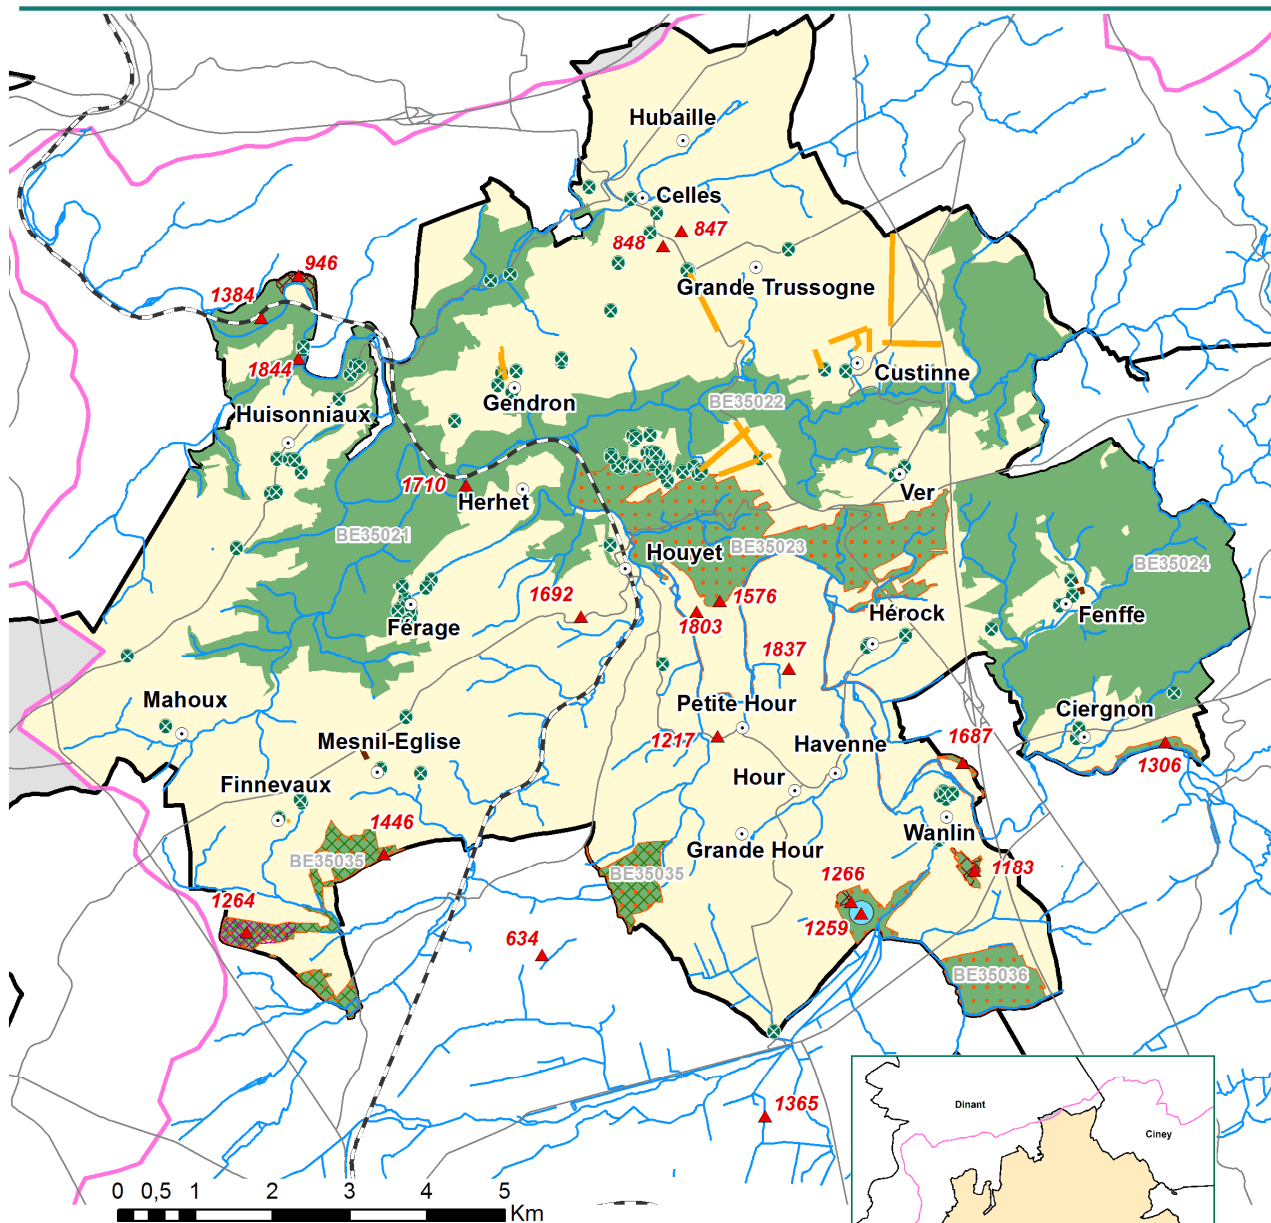 Hubaille
Celles
847
848
946
Grande Trussogne
1384
1844
Custinne
Gendron
BE35022
Huisonniaux
1710
Herhet
Ver
BE35021
Houyet
BE35023
BE35024
1692
1576
1803
Hérock
Fenffe
Férage
1837
Mahoux
Petite Hour
Ciergnon
Mesnil-Eglise
1217
Havenne
1687
1306
Hour
Finnevaux
1446
Wanlin
Grande Hour
BE35035
BE35035
1266
1183
1264
1259
634
BE35036
1365
Dinant
Ciney
0 0,5 1 2 3 4 5
Km